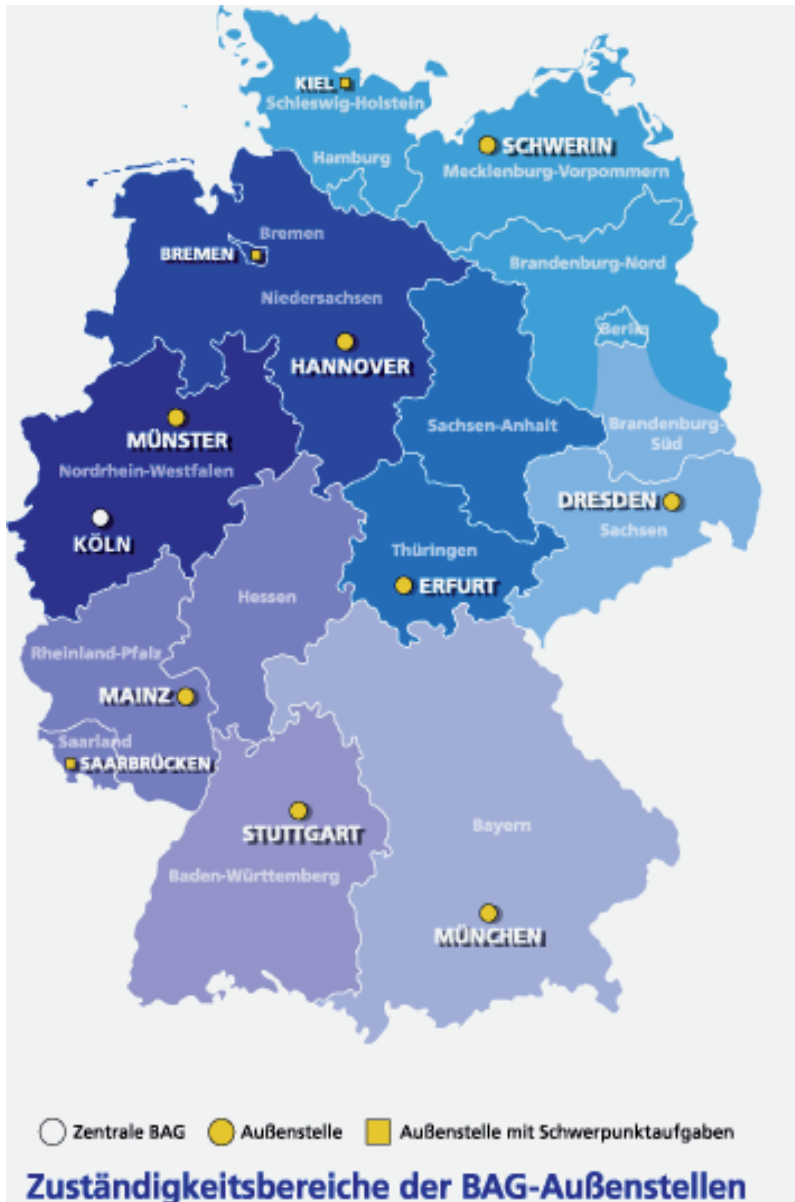 KIEL
Schleswig-Holstein
SCHWERIN
Hamburg
Mecklenburg-Vorpommern
Bremen
BREMEN
Brandenburg-Nord
Niedersachsen
Berlin
HANNOVER
MÜNSTER
Sachsen-Anhalt
Brandenburg-
Süd
Nordrhein-Westfalen
DRESDEN
Sachsen
KÖLN
Thüringen
ERFURT
Hessen
Rheinland-Pfalz
MAINZ
Saarland
SAARBRÜCKEN
STUTTGART
Bayern
Baden-Württemberg
MÜNCHEN
Zentrale BAG Außenstelle Außenstelle mit Schwerpunktaufgaben
Zuständigkeitsbereiche der BAG-Außenstellen